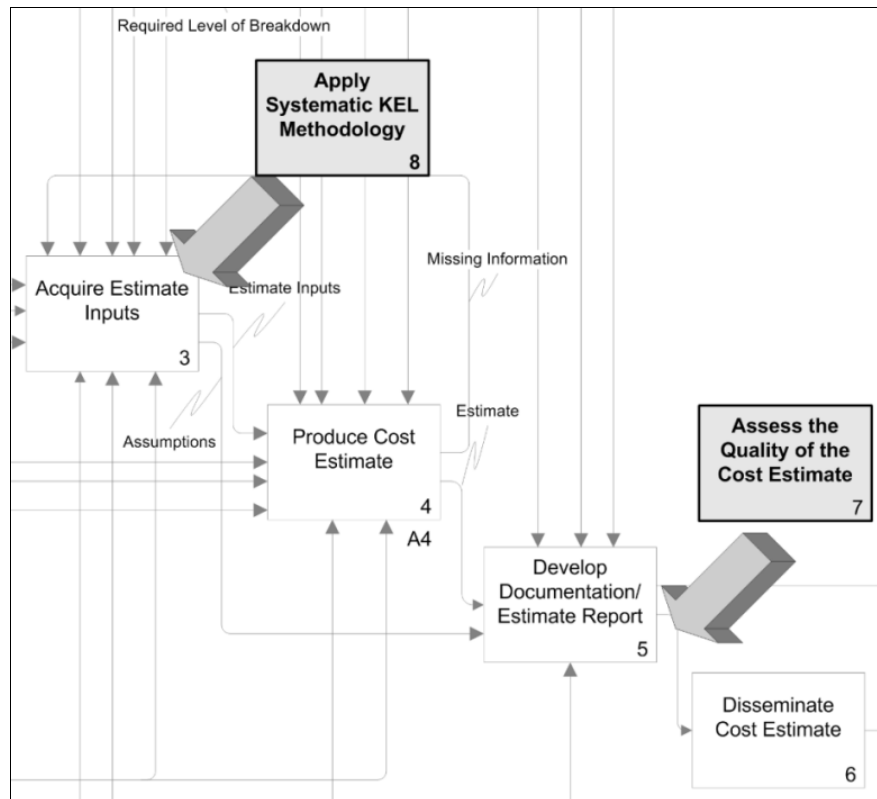 Required Level of Breakdown
Apply
Systematic KEL
Methodology
8
Missing Information
Acquire Estimate
Inputs
3
Estimate Inputs
Assumptions
Produce Cost
Estimate
4
A4
Estimate
Assess the
Quality of the
Cost Estimate
7
Develop
Documentation/
Estimate Report
5
Disseminate
Cost Estimate
6